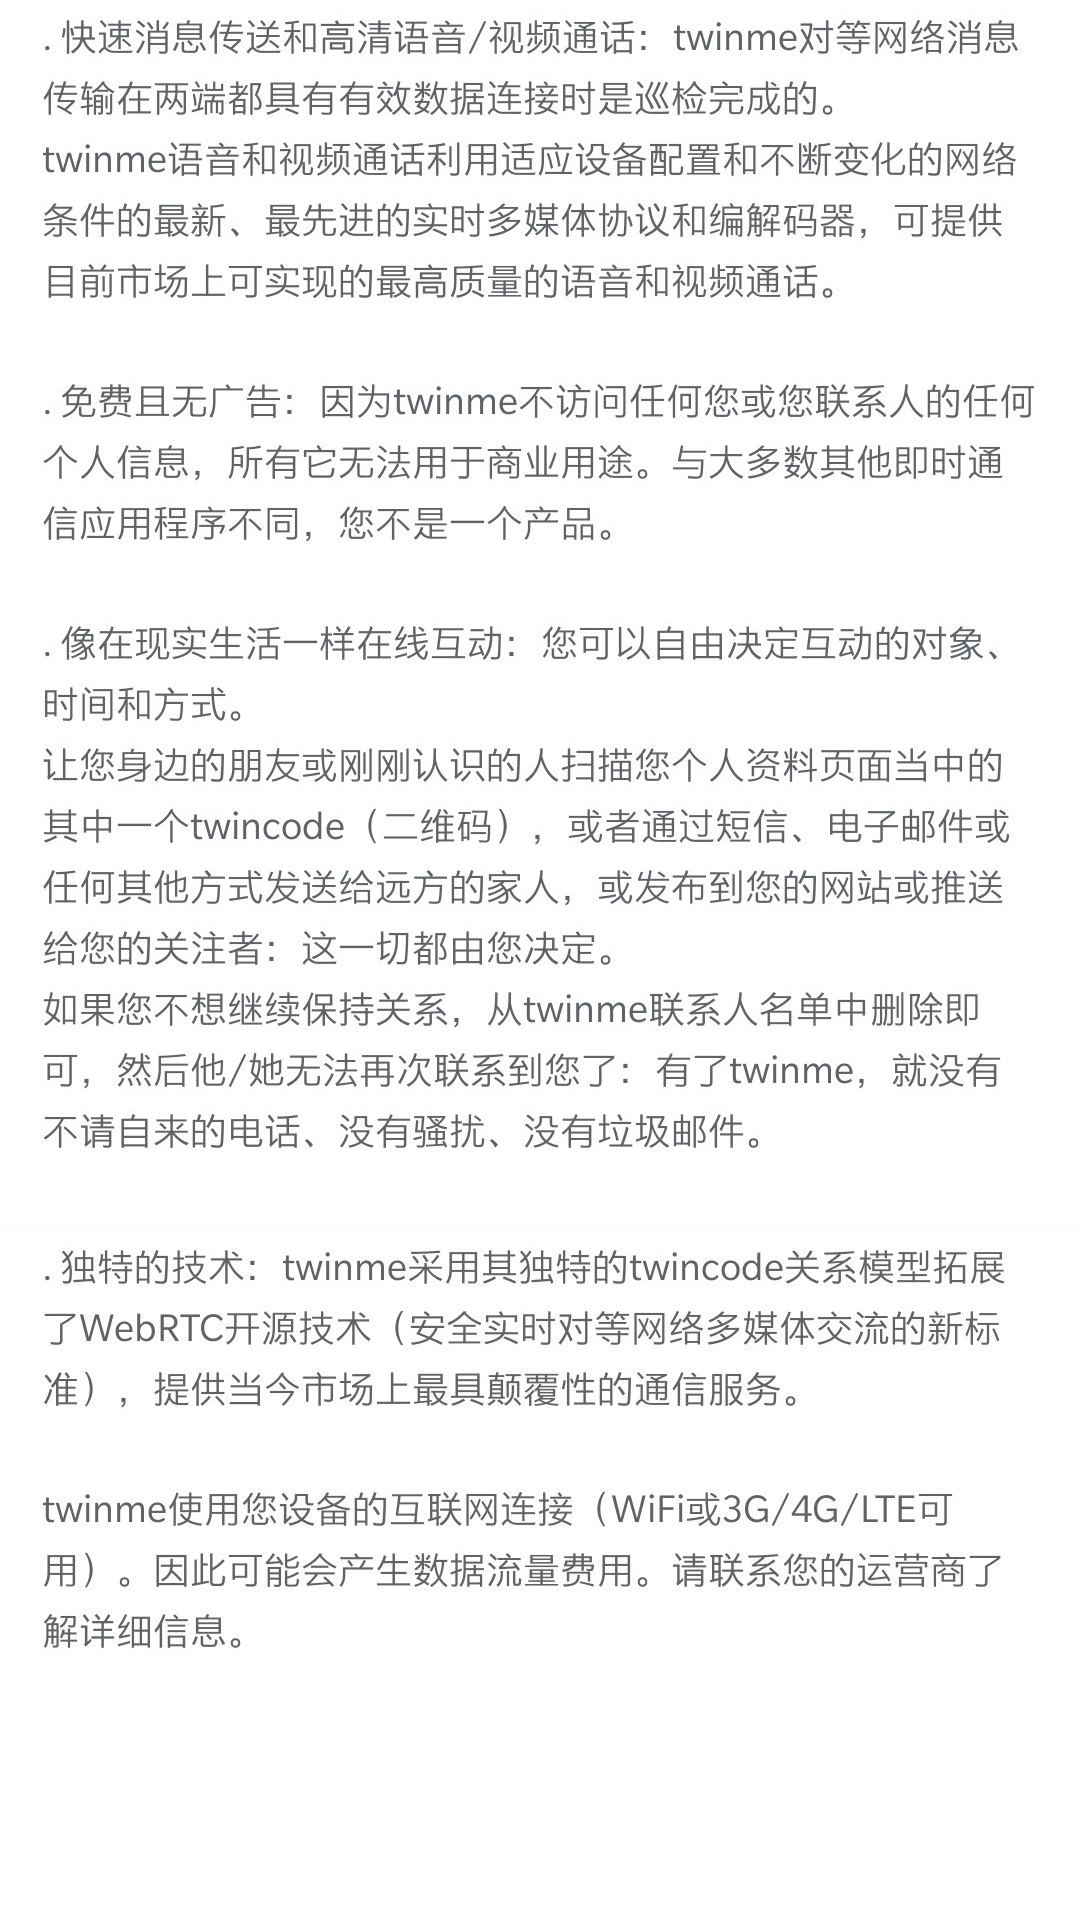 . 快速消息传送和高清语音/视频通话：twinme对等网络消息
传输在两端都具有有效数据连接时是巡检完成的。
twinme语音和视频通话利用适应设备配置和不断变化的网络
条件的最新、最先进的实时多媒体协议和编解码器，可提供
目前市场上可实现的最高质量的语音和视频通话。
. 免费且无广告：因为twinme不访问任何您或您联系人的任何
个人信息，所有它无法用于商业用途。与大多数其他即时通
信应用程序不同，您不是一个产品。
. 像在现实生活一样在线互动：您可以自由决定互动的对象、
时间和方式。
让您身边的朋友或刚刚认识的人扫描您个人资料页面当中的
其中一个twincode（二维码），或者通过短信、电子邮件或
任何其他方式发送给远方的家人，或发布到您的网站或推送
给您的关注者：这一切都由您决定。
如果您不想继续保持关系，从twinme联系人名单中删除即
可，然后他/她无法再次联系到您了：有了twinme，就没有
不请自来的电话、没有骚扰、没有垃圾邮件。
. 独特的技术：twinme采用其独特的twincode关系模型拓展
了WebRTC开源技术（安全实时对等网络多媒体交流的新标
准），提供当今市场上最具颠覆性的通信服务。
twinme使用您设备的互联网连接（WiFi或3G/4G/LTE可
用）。因此可能会产生数据流量费用。请联系您的运营商了
解详细信息。